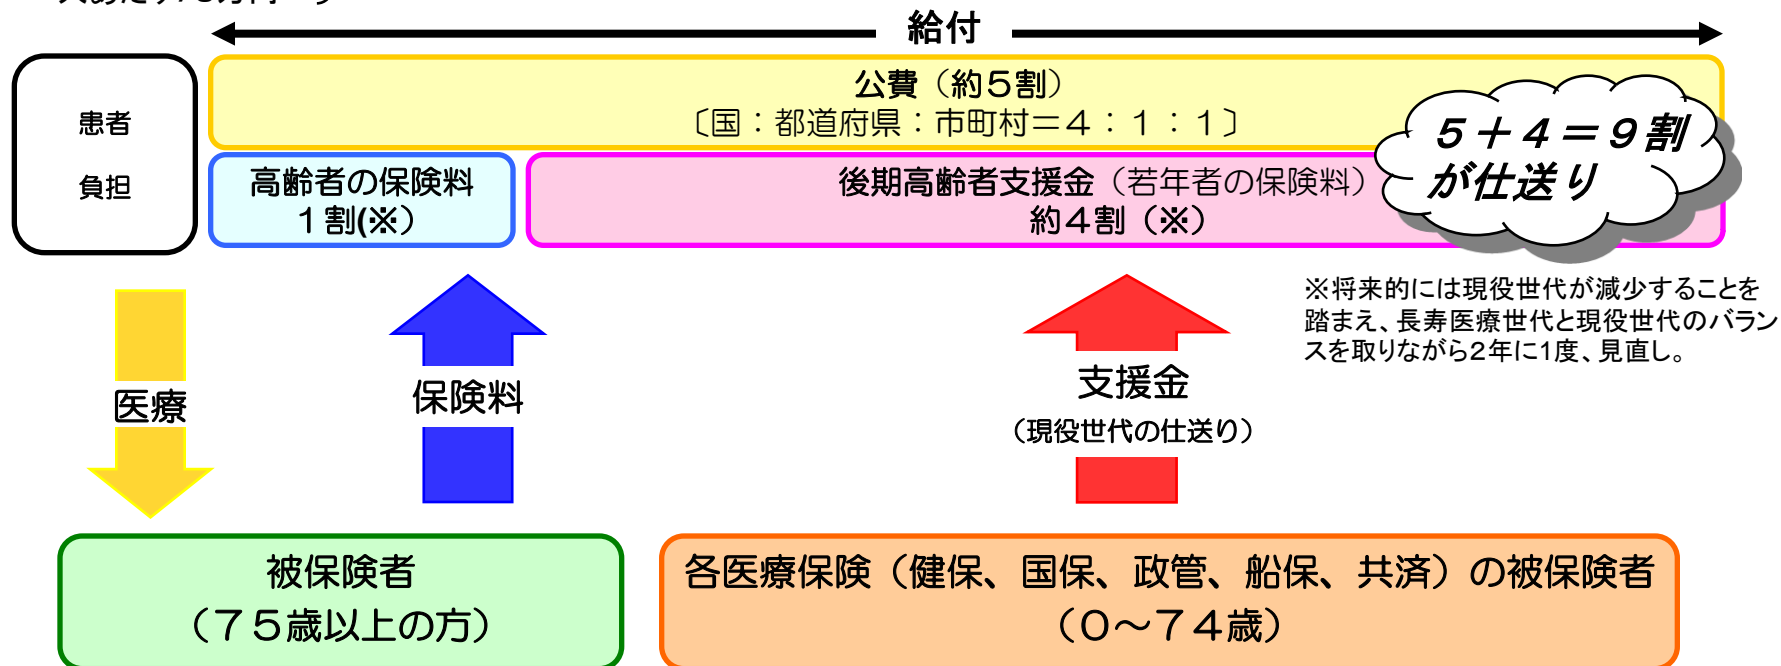 給付
患者
負担
公費（約５割）
〔国：都道府県：市町村＝４：１：１〕
５＋４＝９割
が仕送り
高齢者の保険料
１割(※）
後期高齢者支援金（若年者の保険料）
約４割（※）
※将来的には現役世代が減少することを
踏まえ、長寿医療世代と現役世代のバラン
スを取りながら2年に1度、見直し。
医療
保険料
支援金
（現役世代の仕送り）
被保険者
（７５歳以上の方）
各医療保険（健保、国保、政管、船保、共済）の被保険者
（０～７４歳）